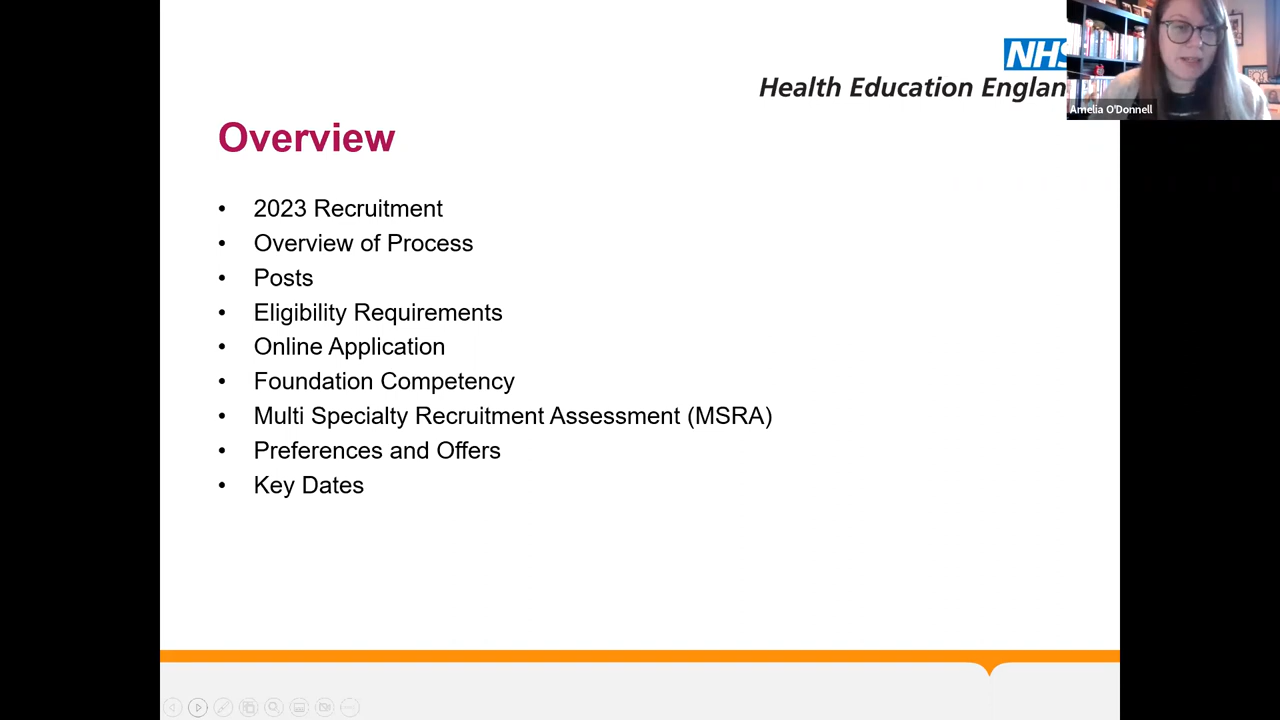 NHS
Health Education Englan
Amelia O'Donnell
Overview
• 2023 Recruitment
• Overview of Process
• Posts
• Eligibility Requirements
• Online Application
• Foundation Competency
• Multi Specialty Recruitment Assessment (MSRA)
• Preferences and Offers
• Key Dates